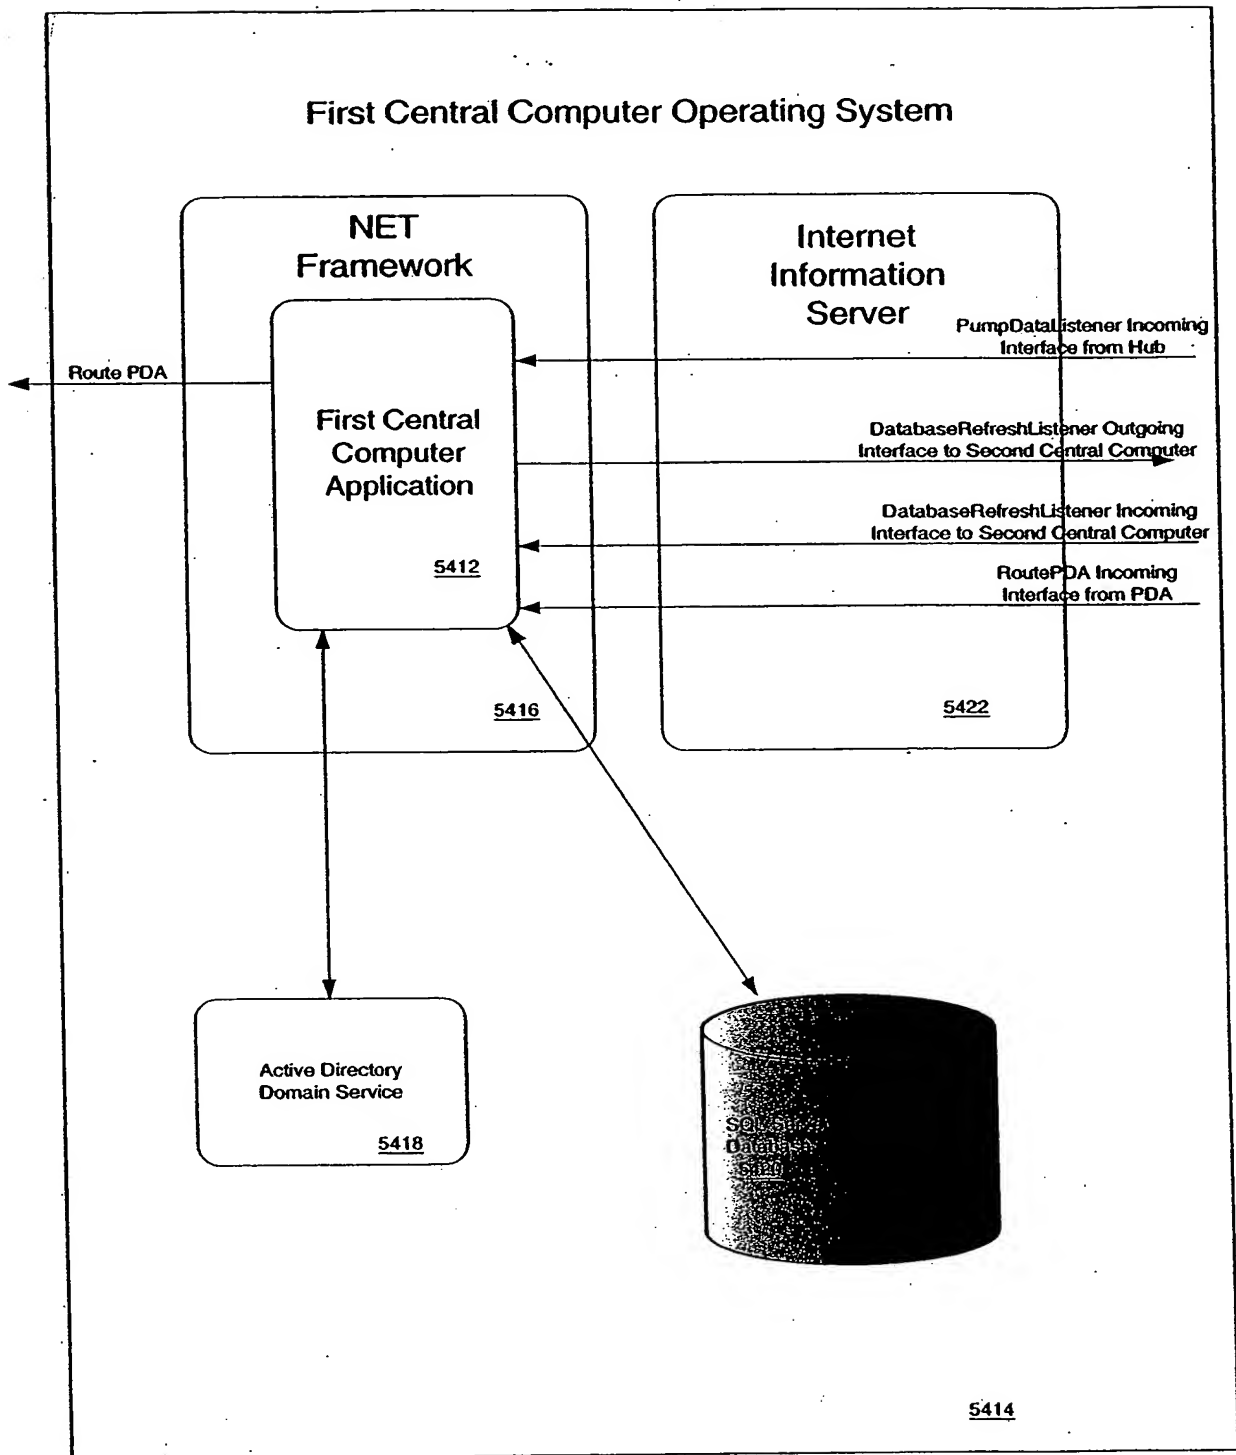 First Central Computer Operating System
NET
Framework
Internet
Information
Server
PumpDataListener Incoming
Interface from Hub
Route PDA
First Central
Computer
Application
DatabaseRefreshListener Outgoing
Interface to Second Central Computer
DatabaseRefreshListener Incoming
Interface to Second Central Computer
5412
RoutePDA Incoming
Interface from PDA
5416
5422
Active Directory
Domain Service
5418
SQL
5414